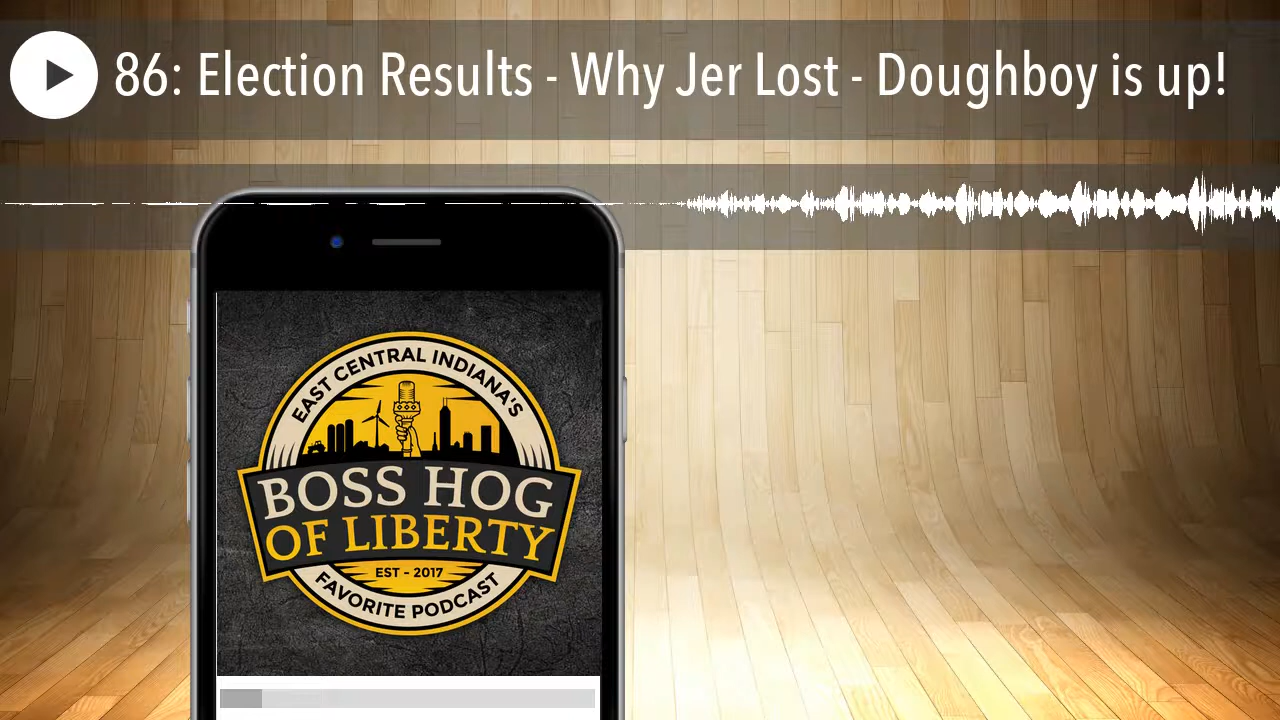 86: Election Results - Why Jer Lost - Doughboy is up!
EAST CENTRAL INDIANA'S
BOSS HOG
OF LIBERTY
EST - 2017
FAVORITE PODCAST